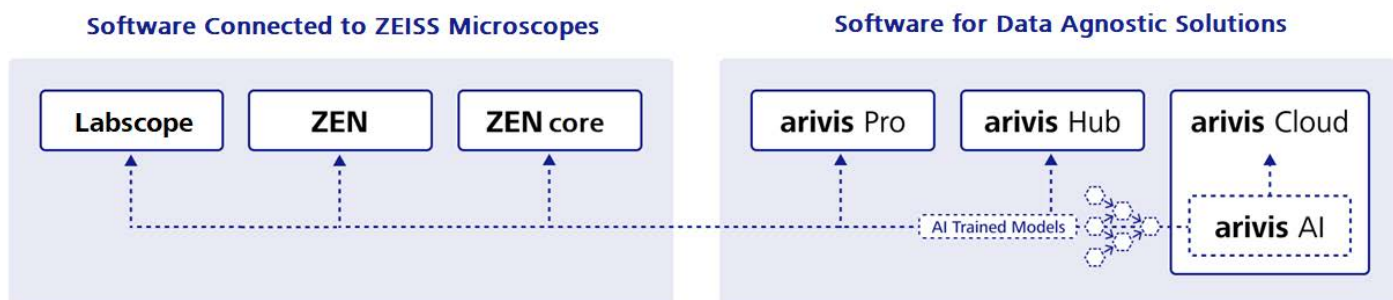 Software Connected to ZEISS Microscopes
Software for Data Agnostic Solutions
Labscope
ZEN
ZEN core
arivis Pro
arivis Hub
arivis Cloud
AI Trained Models
arivis AI